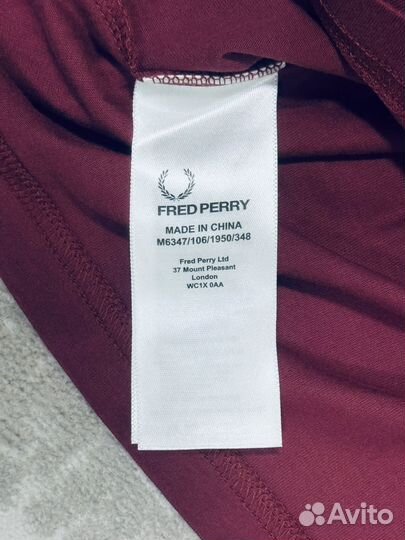 FRED PERRY
MADE IN CHINA
M6347/106/1950/348
Fred Perry Ltd
37 Mount Pleasant
London
WC1X 0AA
Avito